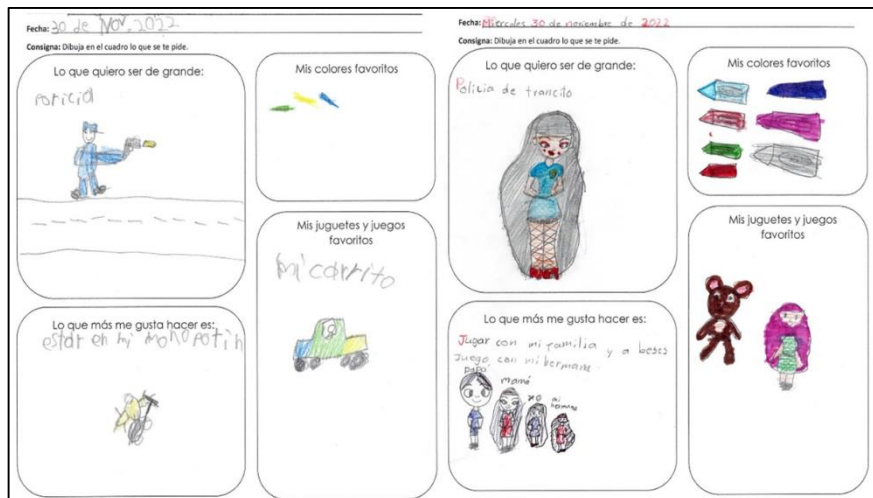 Fecha: 30 de Nov. 2022
Consigna: Dibuja en el cuadro lo que se te pide.
Lo que quiero ser de grande:
Poricia
Mis colores favoritos
Mis juguetes y juegos
favoritos
mi carrito
Lo que más me gusta hacer es:
estar en mi monopotin
Fecha: Miercoles 30 de noviembre de 2022
Consigna: Dibuja en el cuadro lo que se te pide.
Lo que quiero ser de grande:
Policia de trancito
Mis colores favoritos
Mis juguetes y juegos
favoritos
Lo que más me gusta hacer es:
Jugar con mi familia y a beses
Juego con mi hermana
papá
mamá
yo
mi
hermana